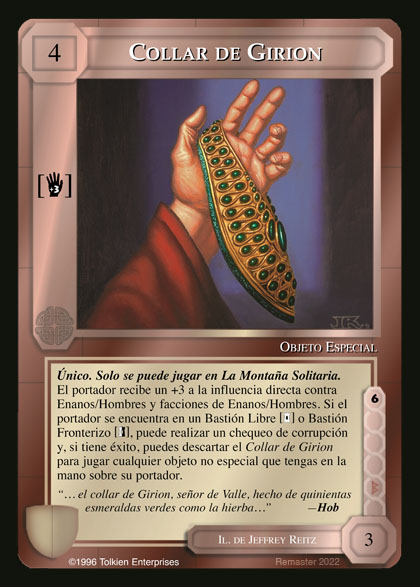 4
COLLAR DE GIRION
+3
JR
OBJETO ESPECIAL
Único. Solo se puede jugar en La Montaña Solitaria.
El portador recibe un +3 a la influencia directa contra
Enanos/Hombres y facciones de Enanos/Hombres. Si el
portador se encuentra en un Bastión Libre [ ] o Bastión
Fronterizo [ ], puede realizar un chequeo de corrupción
y, si tiene éxito, puedes descartar el Collar de Girion
para jugar cualquier objeto no especial que tengas en la
mano sobre su portador.
“… el collar de Girion, señor de Valle, hecho de quinientas
esmeraldas verdes como la hierba…” –Hob
6
IL. DE JEFFREY REITZ
3
©1996 Tolkien Enterprises
Remaster 2022